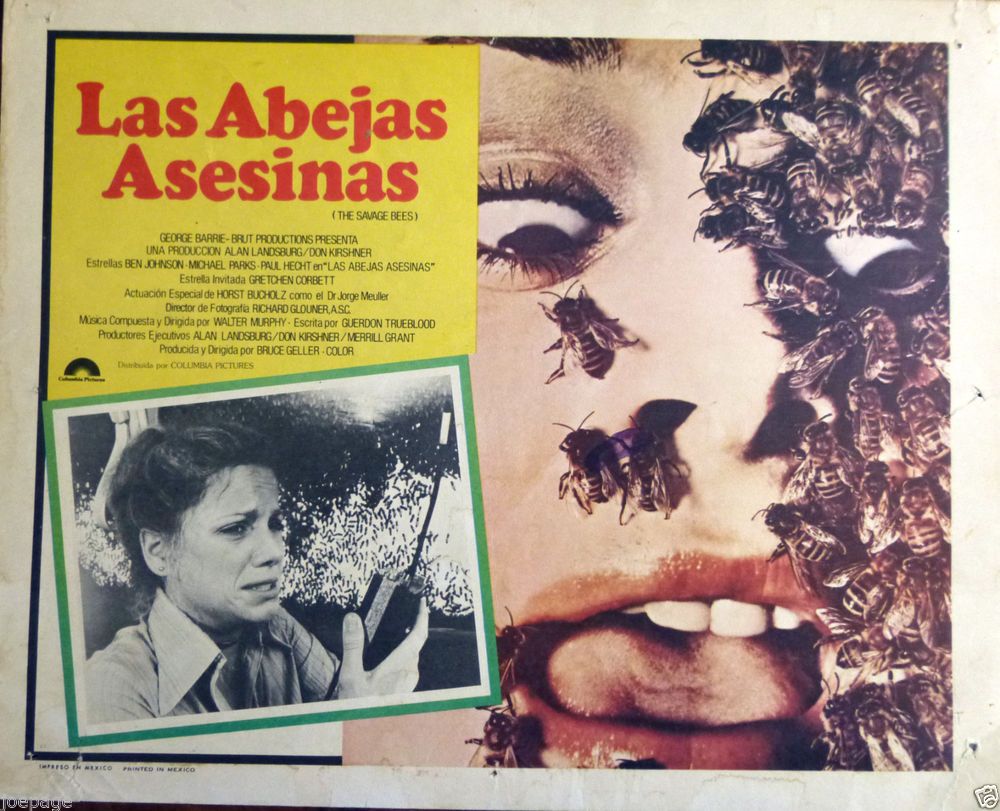 Las Abejas
Asesinas
(THE SAVAGE BEES)
GEORGE BARRIE- BRUT PRODUCTIONS PRESENTA
UNA PRODUCCION ALAN LANDSBURG/DON KIRSHNER
Estrellas BEN JOHNSON·MICHAEL PARKS·PAUL HECHT en "LAS ABEJAS ASESINAS"
Estrella Invitada GRETCHEN CORBETT
Actuación Especial de HORST BUCHOLZ como el Dr Jorge Meuller
Director de Fotografía RICHARD GLOUNER, A.S.C.
Música Compuesta y Dirigida por WALTER MURPHY · Escrita por GUERDON TRUEBLOOD
Productores Ejecutivos ALAN LANDSBURG/DON KIRSHNER/MERRILL GRANT
Producida y Dirigida por BRUCE GELLER · COLOR
Distribuida por COLUMBIA PICTURES
Columbia Pictures
IMPRESO EN MEXICO PRINTED IN MEXICO
joepage